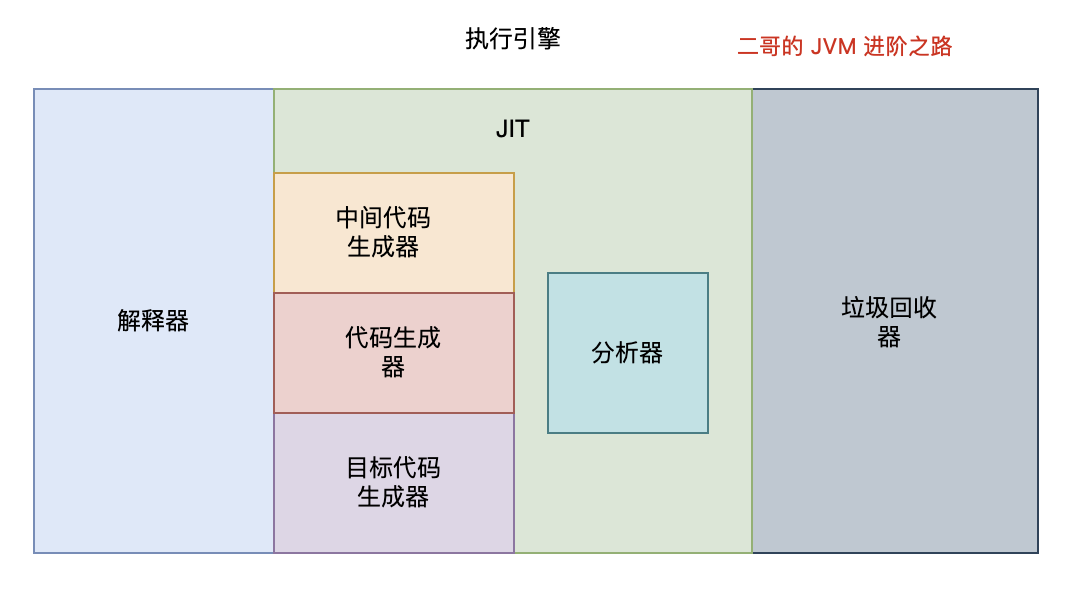 执行引擎
二哥的 JVM 进阶之路
JIT
中间代码
生成器
解释器
代码生成
器
分析器
垃圾回收
器
目标代码
生成器